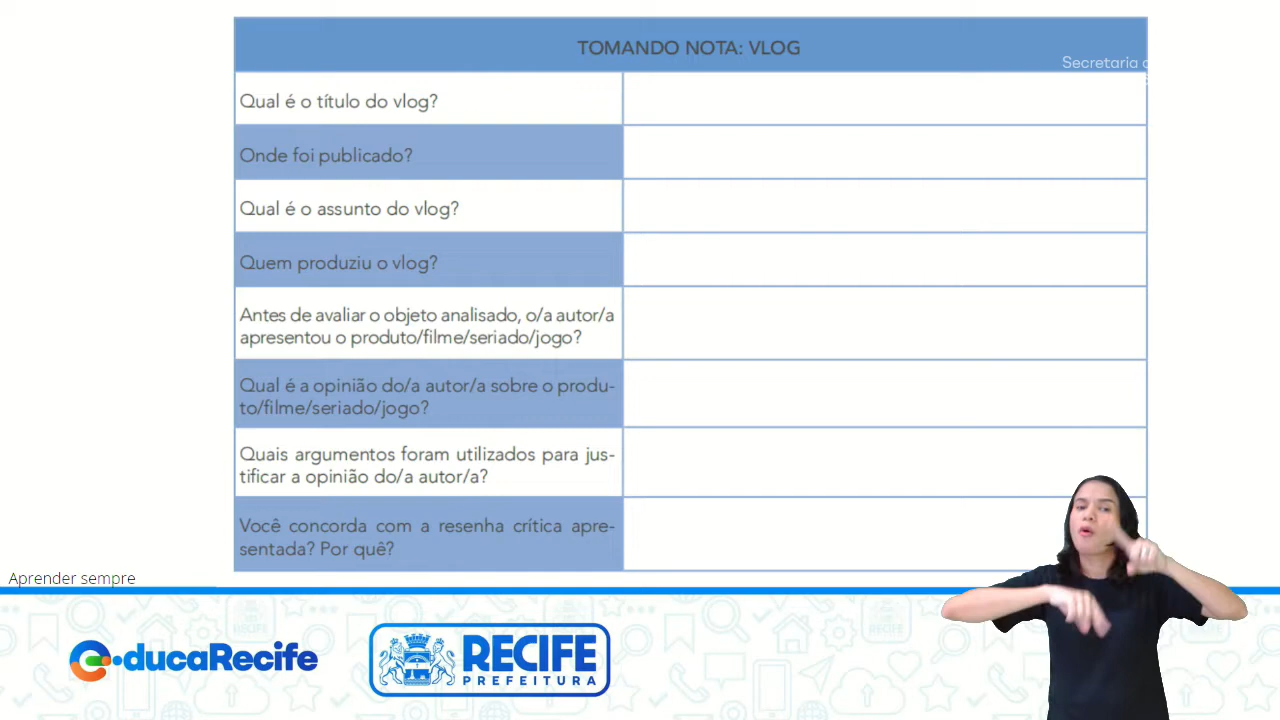 TOMANDO NOTA: VLOG
Secretaria
Qual é o título do vlog?
Onde foi publicado?
Qual é o assunto do vlog?
Quem produziu o vlog?
Antes de avaliar o objeto analisado, o/a autor/a
apresentou o produto/filme/seriado/jogo?
Qual é a opinião do/a autor/a sobre o produ-
to/filme/seriado/jogo?
Quais argumentos foram utilizados para jus-
tificar a opinião do/a autor/a?
Você concorda com a resenha crítica apre-
sentada? Por quê?
Aprender sempre
ducaRecife
RECIFE
PREFEITURA